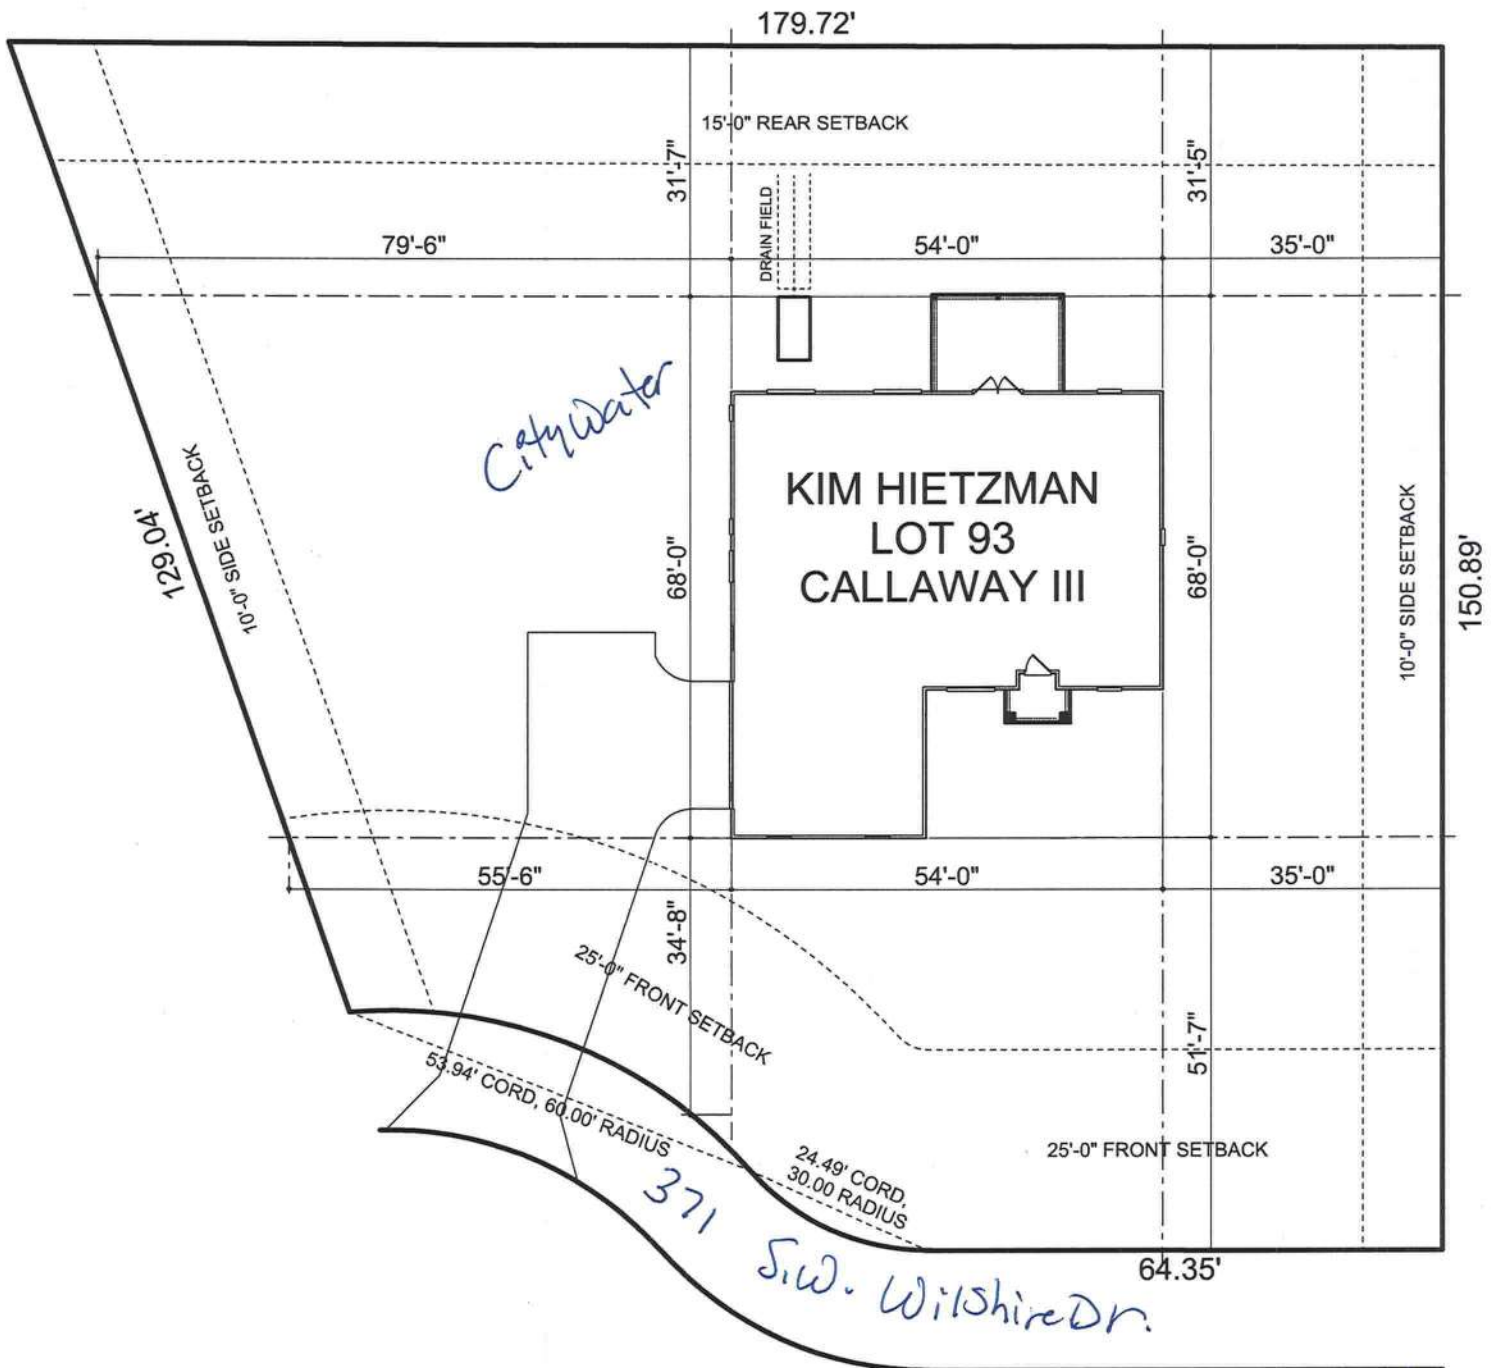 179.72'
15'-0" REAR SETBACK
31'-7"
31'-5"
DRAIN FIELD
79'-6"
54'-0"
35'-0"
City Water
KIM HIETZMAN
LOT 93
CALLAWAY III
129.04'
10'-0" SIDE SETBACK
68'-0"
68'-0"
10'-0" SIDE SETBACK
150.89'
55'-6"
54'-0"
35'-0"
34'-8"
25'-0" FRONT SETBACK
51'-7"
53.94' CORD, 60.00' RADIUS
24.49' CORD,
30.00 RADIUS
25'-0" FRONT SETBACK
64.35'
371 S.W. Wilshire Dr.